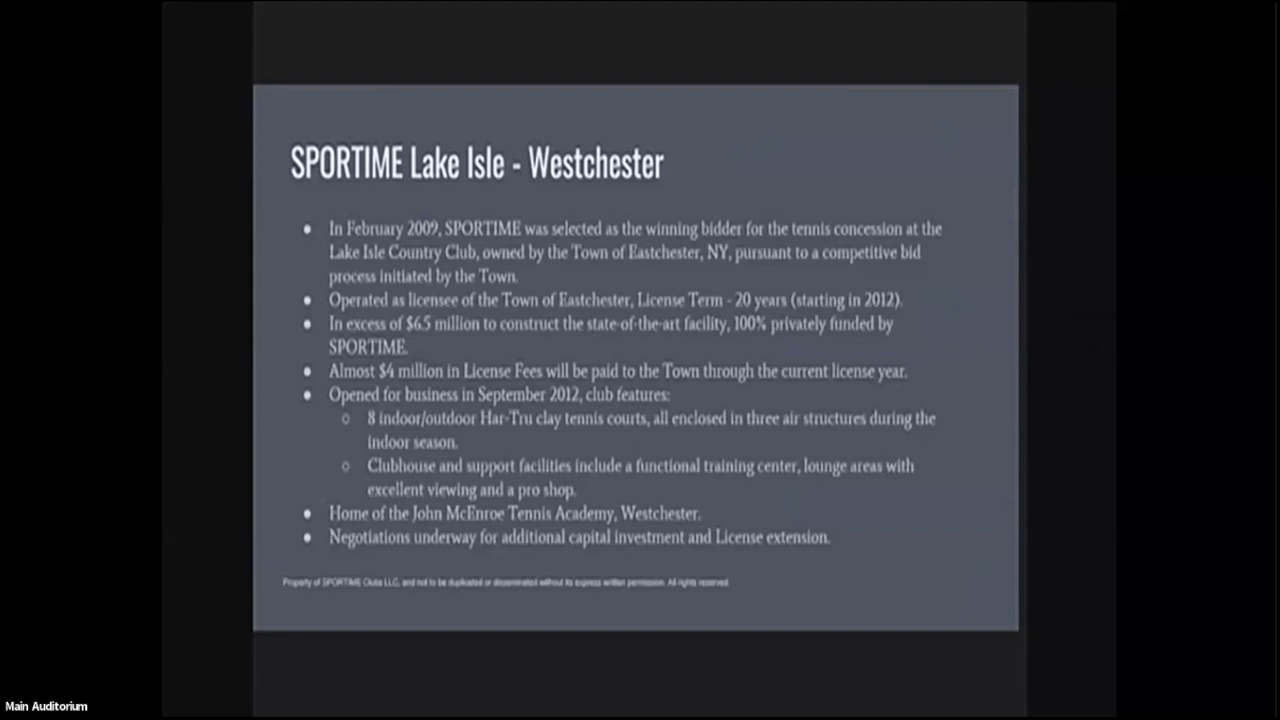 SPORTIME Lake Isle - Westchester
● In February 2009, SPORTIME was selected as the winning bidder for the tennis concession at the
Lake Isle Country Club, owned by the Town of Eastchester, NY, pursuant to a competitive bid
process initiated by the Town.
● Operated as licensee of the Town of Eastchester, License Term - 20 years (starting in 2012).
● In excess of $6.5 million to construct the state-of-the-art facility, 100% privately funded by
SPORTIME.
● Almost $4 million in License Fees will be paid to the Town through the current license year.
● Opened for business in September 2012, club features:
○ 8 indoor/outdoor Har-Tru clay tennis courts, all enclosed in three air structures during the
indoor season.
○ Clubhouse and support facilities include a functional training center, lounge areas with
excellent viewing and a pro shop.
● Home of the John McEnroe Tennis Academy, Westchester.
● Negotiations underway for additional capital investment and License extension.
Property of SPORTIME Clubs LLC, and not to be duplicated or disseminated without its express written permission. All rights reserved
Main Auditorium